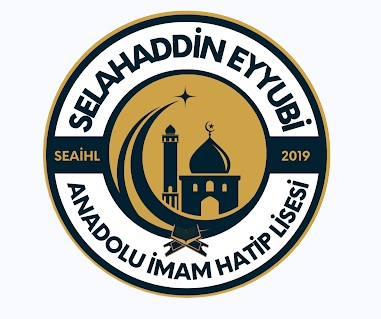 SELAHADDİN EYYUBİ
SEAİHL
2019
ANADOLU İMAM HATİP LİSESİ